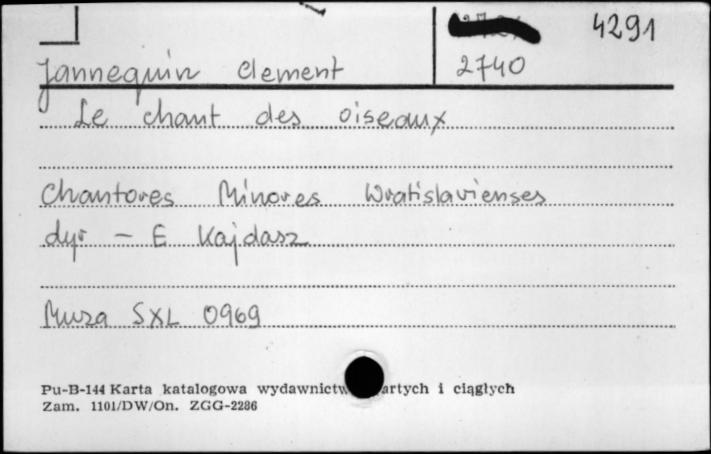 4291
Jannequin Clement 2740
Le chant des oiseaux
Chantores Minores Wratislavienses
dyr - E Kajdasz
Muza SXL 0969
Pu-B-144 Karta katalogowa wydawnictw artych i ciągłych
Zam. 1101/DW/On. ZGG-2286